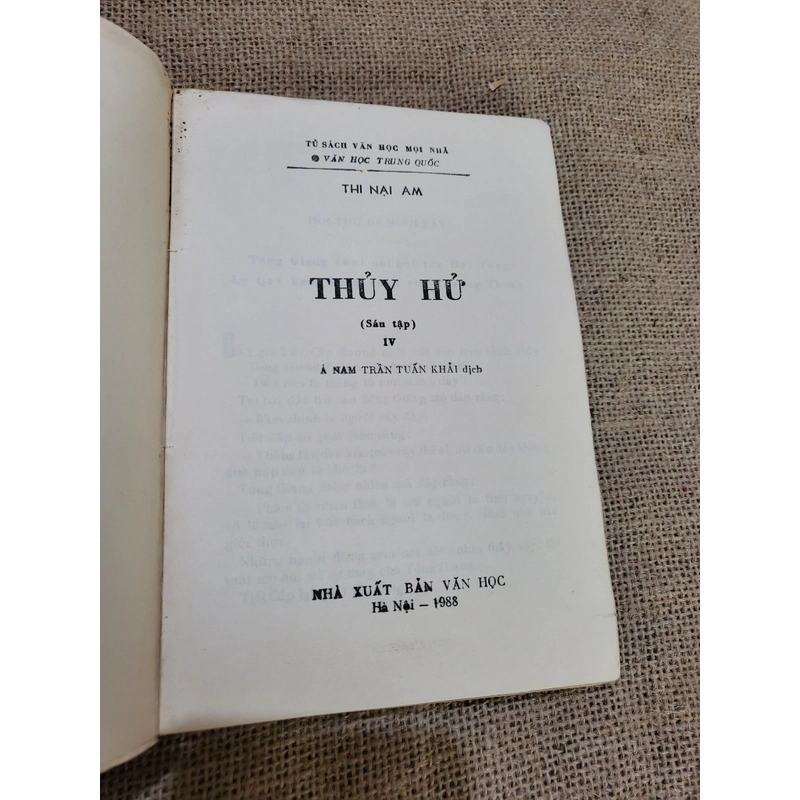 TỦ SÁCH VĂN HỌC MỌI NHÀ
VĂN HỌC TRUNG QUỐC
THI NẠI AM
THỦY HỬ
(Sáu tập)
IV
Á NAM TRẦN TUẤN KHẢI dịch
NHÀ XUẤT BẢN VĂN HỌC
Hà Nội – 1988